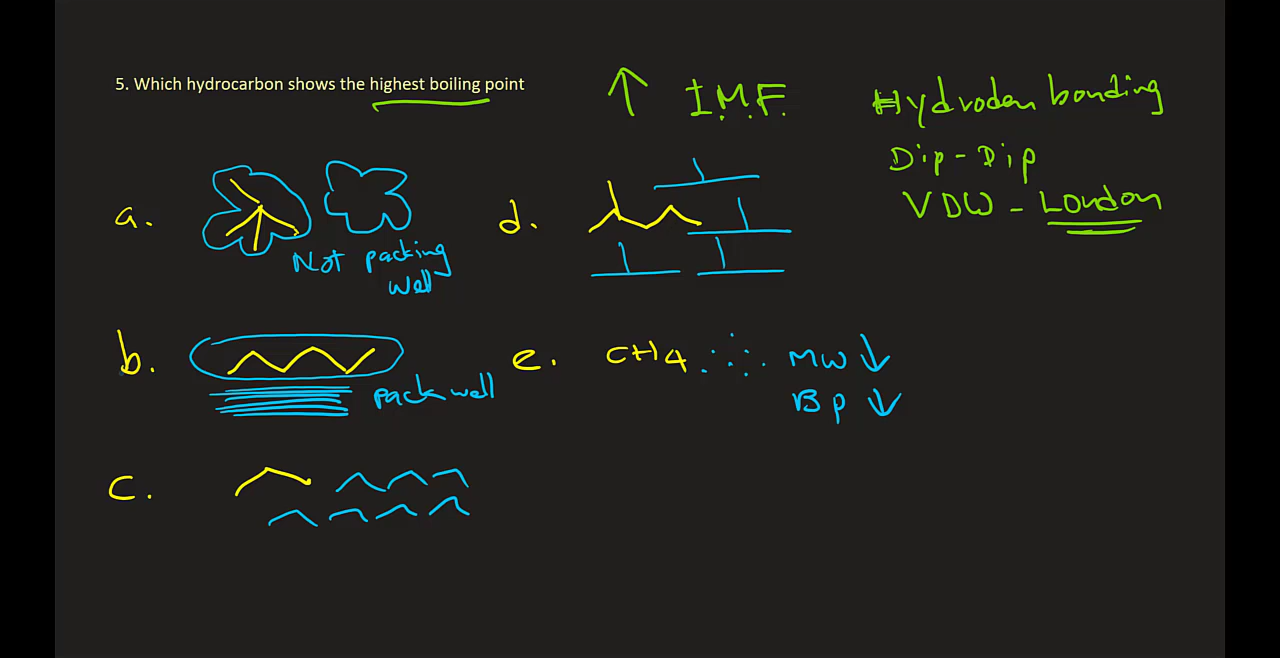 5. Which hydrocarbon shows the highest boiling point
↑ I.M.F.
Hydroden bonding
Dip - Dip
VDW - London
a.
Not packing
well
d.
b.
pack well
e. CH4
MW ↓
Bp ↓
c.